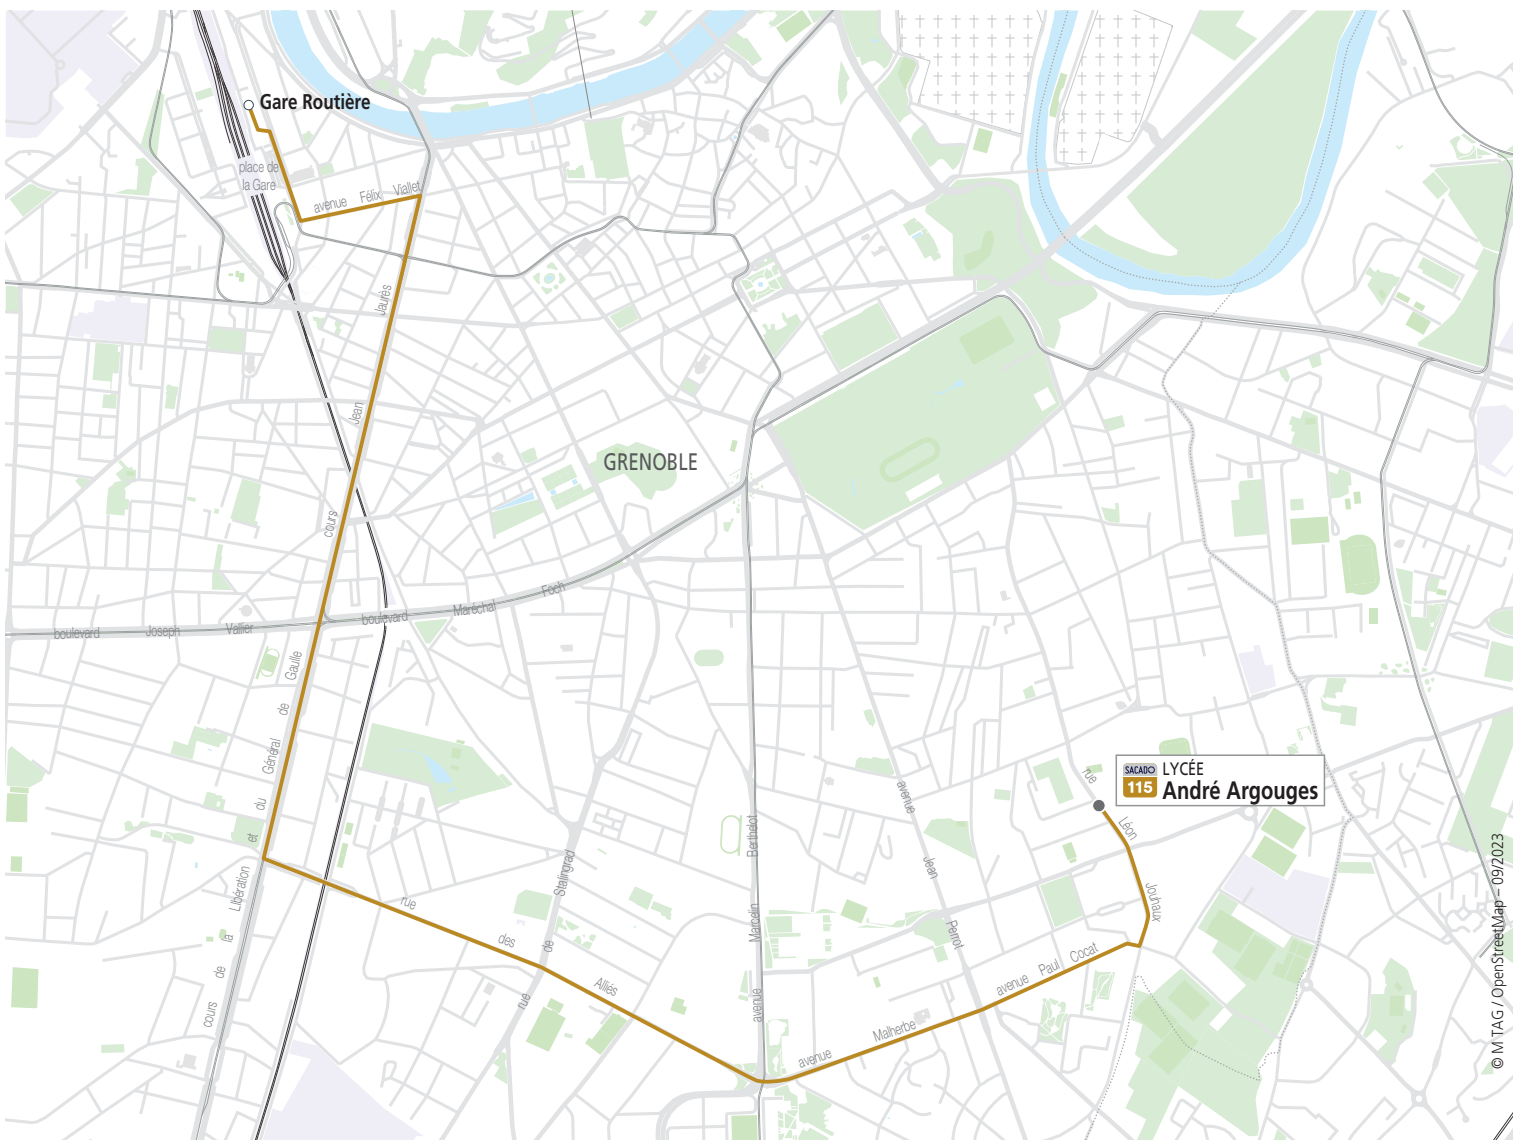 Gare Routière
place de
la Gare
avenue Félix Viallet
cours Jean Jaurès
GRENOBLE
boulevard Joseph Vallier
boulevard Maréchal Foch
cours de la Libération et du Général de Gaulle
rue des Alliés
rue de Stalingrad
avenue Marcelin Berthelot
avenue Jean Perrot
avenue Malherbe
avenue Paul Cocat
rue Léon Jouhaux
SACADO LYCÉE
115 André Argouges
© M TAG / OpenStreetMap – 09/2023